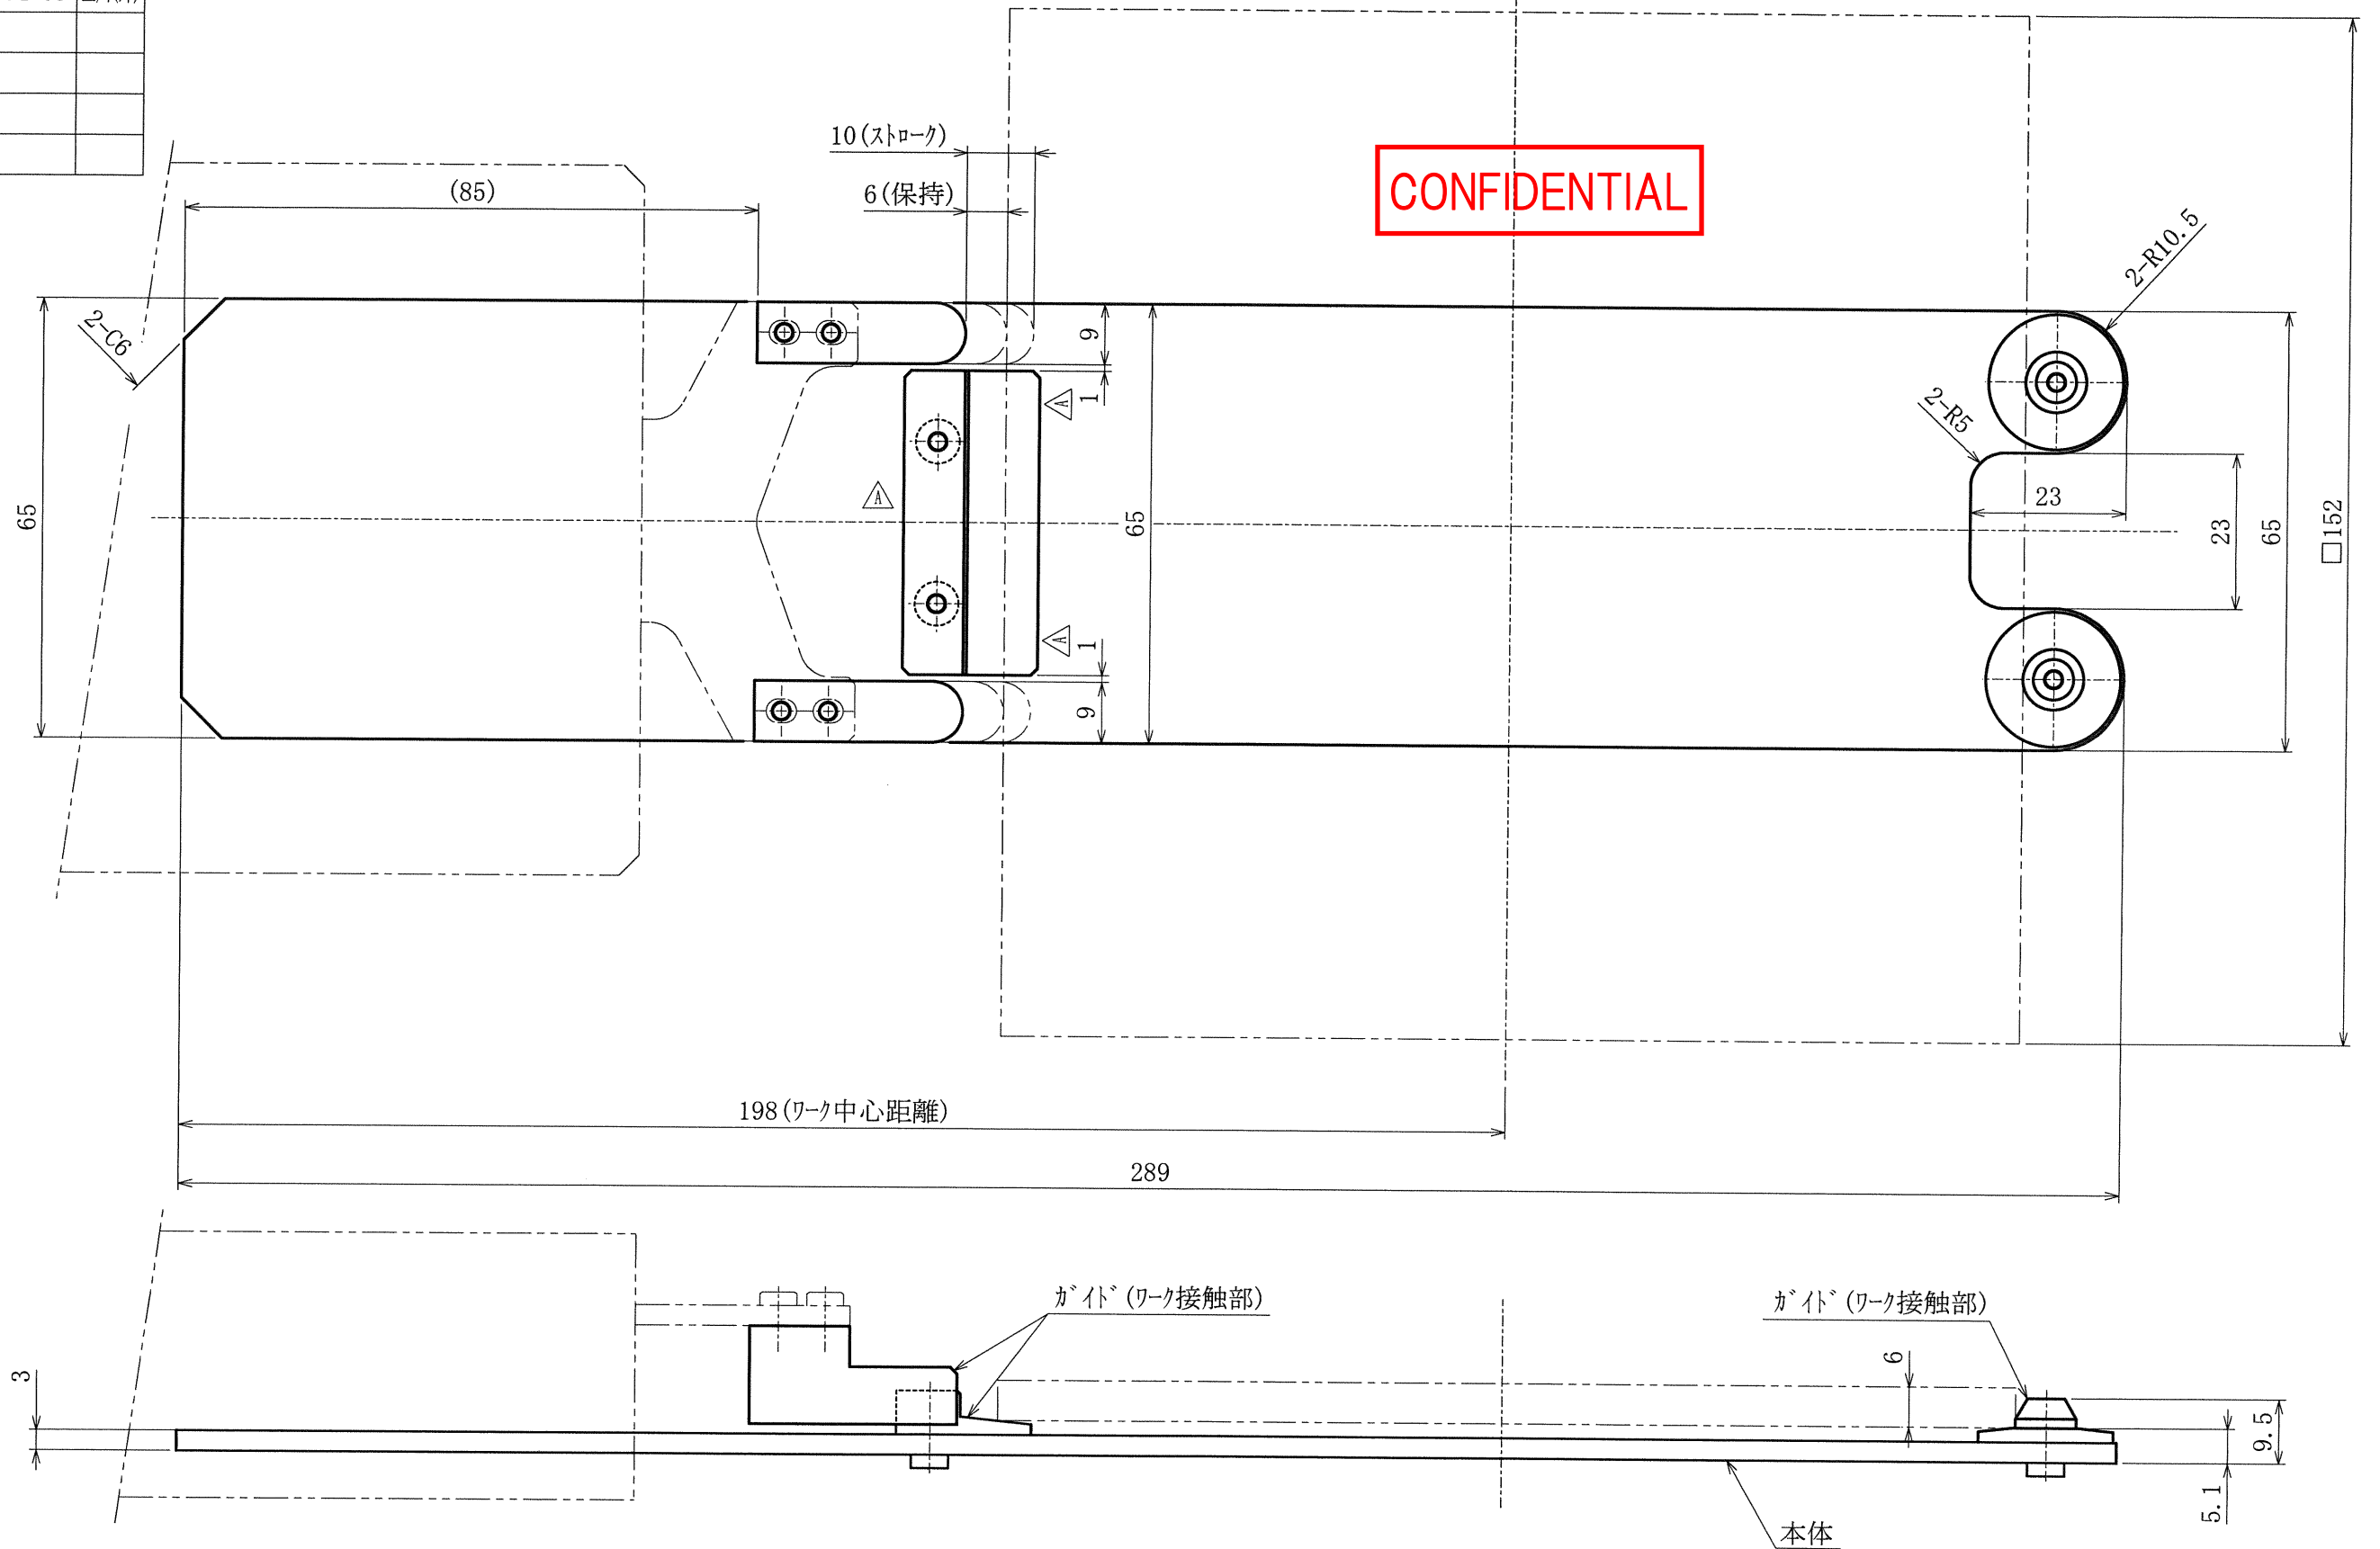 10(ストローク)
(85)
6(保持)
CONFIDENTIAL
2-R10.5
2-C6
9
1
A
2-R5
A
65
65
23
23
65
□152
A
1
9
198(ワーク中心距離)
289
ガイド(ワーク接触部)
ガイド(ワーク接触部)
3
6
9.5
5.1
本体